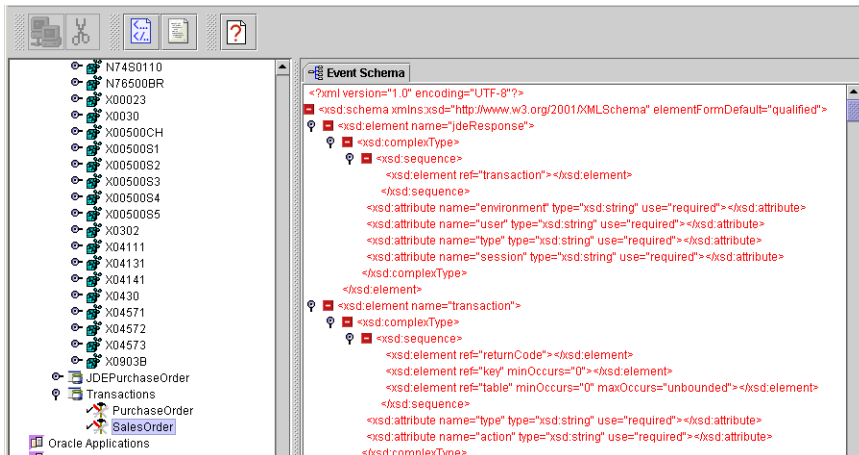 N74S0110
N76500BR
X00023
X0030
X00500CH
X00500S1
X00500S2
X00500S3
X00500S4
X00500S5
X0302
X04111
X04131
X04141
X0430
X04571
X04572
X04573
X0903B
JDEPurchaseOrder
Transactions
PurchaseOrder
SalesOrder
Oracle Applications
Event Schema
<?xml version="1.0" encoding="UTF-8"?>
<xsd:schema xmlns:xsd="http://www.w3.org/2001/XMLSchema" elementFormDefault="qualified">
<xsd:element name="jdeResponse">
<xsd:complexType>
<xsd:sequence>
<xsd:element ref="transaction"></xsd:element>
</xsd:sequence>
<xsd:attribute name="environment" type="xsd:string" use="required"></xsd:attribute>
<xsd:attribute name="user" type="xsd:string" use="required"></xsd:attribute>
<xsd:attribute name="type" type="xsd:string" use="required"></xsd:attribute>
<xsd:attribute name="session" type="xsd:string" use="required"></xsd:attribute>
</xsd:complexType>
</xsd:element>
<xsd:element name="transaction">
<xsd:complexType>
<xsd:sequence>
<xsd:element ref="returnCode"></xsd:element>
<xsd:element ref="key" minOccurs="0"></xsd:element>
<xsd:element ref="table" minOccurs="0" maxOccurs="unbounded"></xsd:element>
</xsd:sequence>
<xsd:attribute name="type" type="xsd:string" use="required"></xsd:attribute>
<xsd:attribute name="action" type="xsd:string" use="required"></xsd:attribute>
</xsd:complexType>